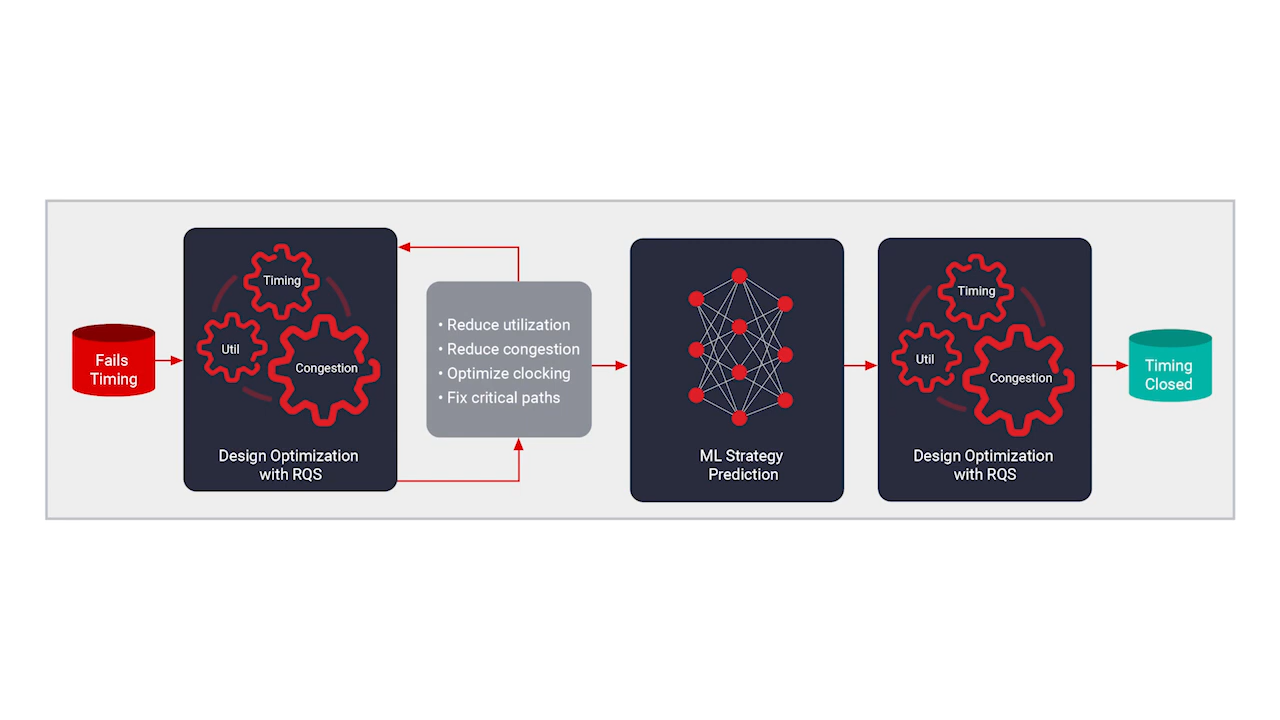 Fails
Timing
Timing
Util
Congestion
Design Optimization
with RQS
• Reduce utilization
• Reduce congestion
• Optimize clocking
• Fix critical paths
ML Strategy
Prediction
Timing
Util
Congestion
Design Optimization
with RQS
Timing
Closed